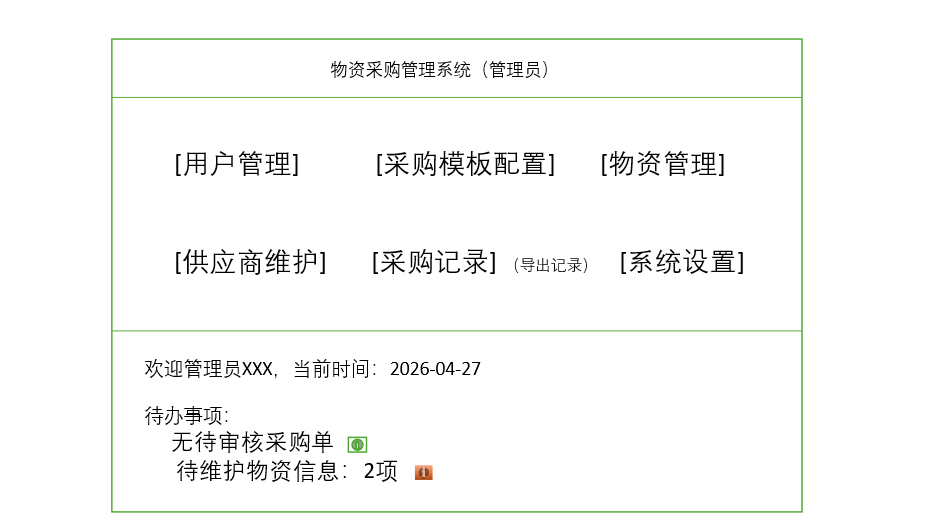 物资采购管理系统（管理员）
[用户管理] [采购模板配置] [物资管理]
[供应商维护] [采购记录] （导出记录） [系统设置]
欢迎管理员XXX，当前时间：2026-04-27
待办事项：
无待审核采购单
待维护物资信息：2项